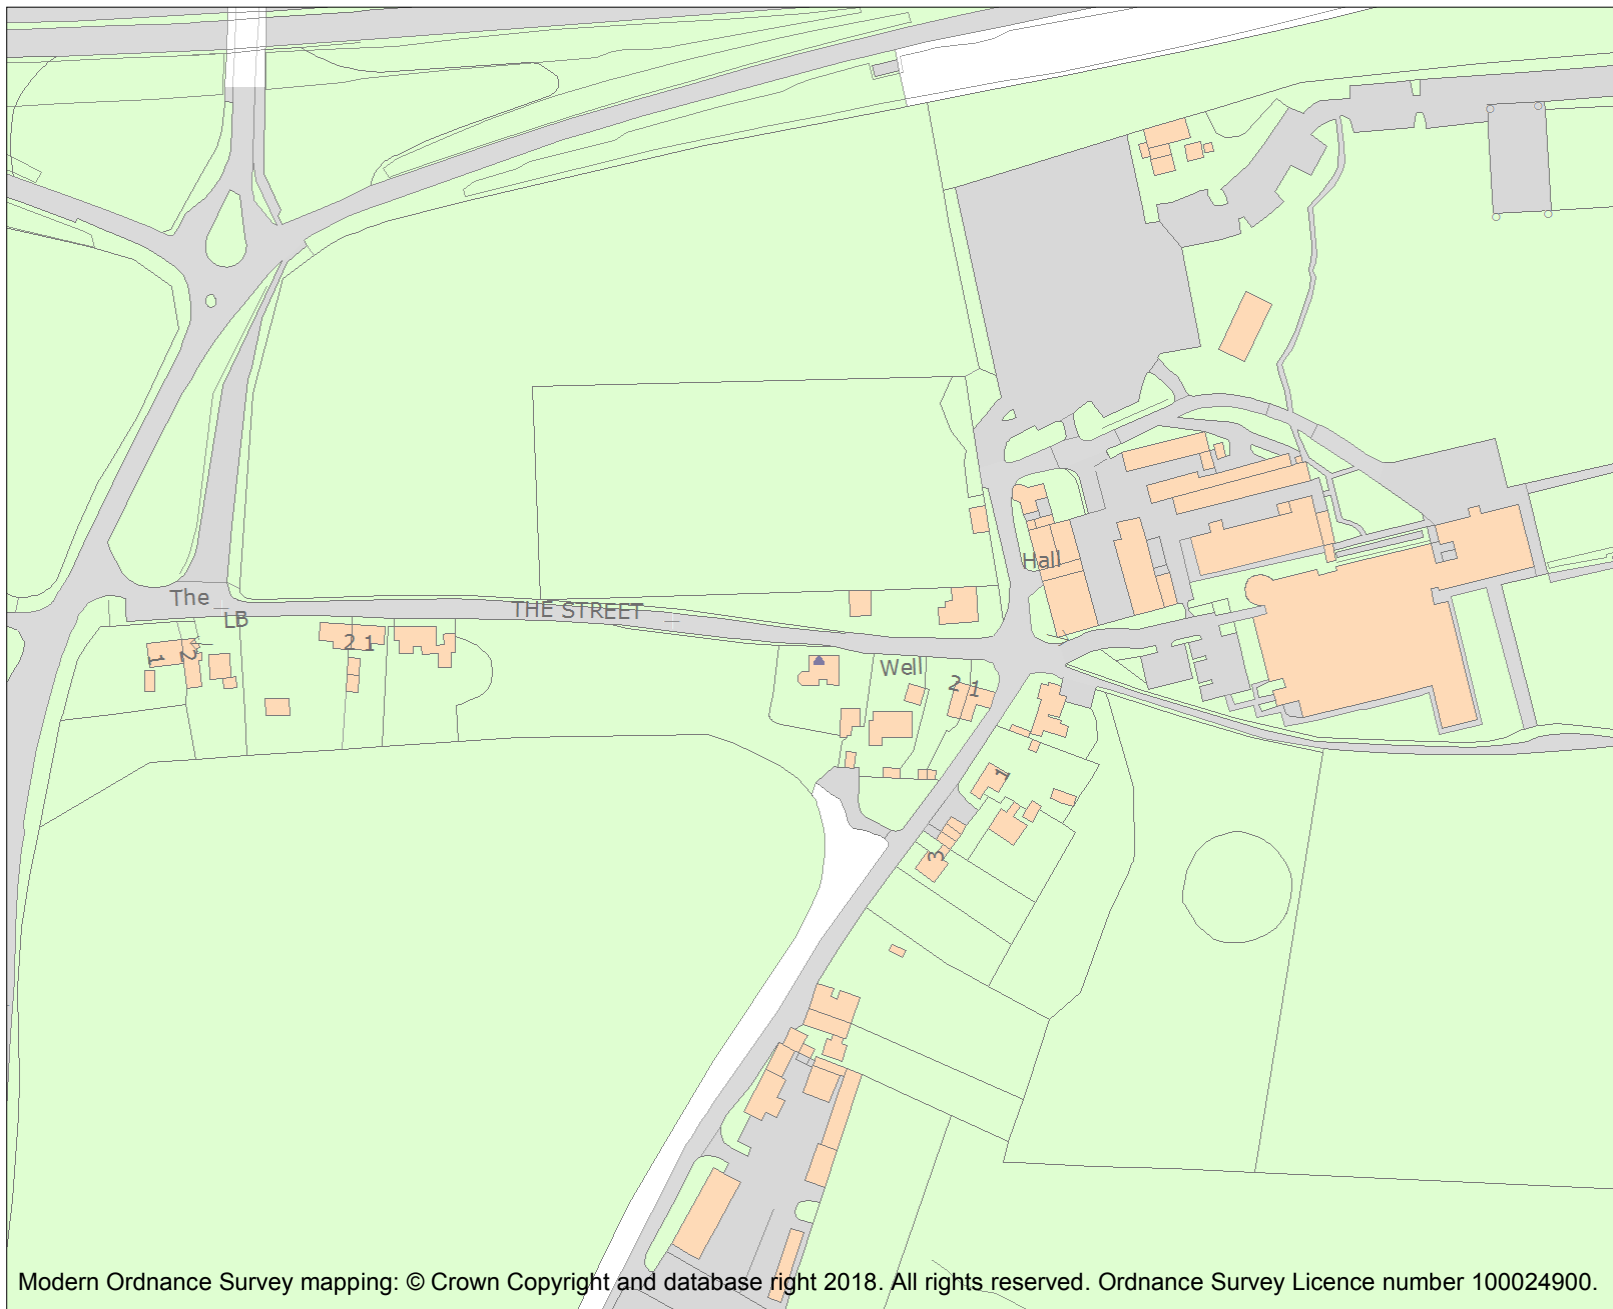 Hall
The
LB
THE STREET
2 1
1
2
Well
2 1
1
3
Modern Ordnance Survey mapping: © Crown Copyright and database right 2018. All rights reserved. Ordnance Survey Licence number 100024900.